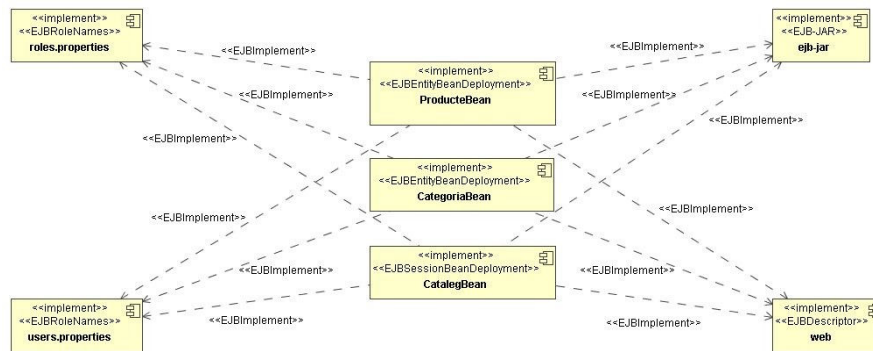 <<implement>>
<<EJBRoleNames>>
roles.properties
<<implement>>
<<EJB-JAR>>
ejb-jar
<<EJBImplement>>
<<EJBImplement>>
<<implement>>
<<EJBEntityBeanDeployment>>
ProducteBean
<<EJBImplement>>
<<EJBImplement>>
<<EJBImplement>>
<<EJBImplement>>
<<implement>>
<<EJBEntityBeanDeployment>>
CategoriaBean
<<EJBImplement>>
<<EJBImplement>>
<<implement>>
<<EJBSessionBeanDeployment>>
CatalegBean
<<EJBImplement>>
<<EJBImplement>>
<<implement>>
<<EJBRoleNames>>
users.properties
<<EJBImplement>>
<<EJBImplement>>
<<implement>>
<<EJBDescriptor>>
web